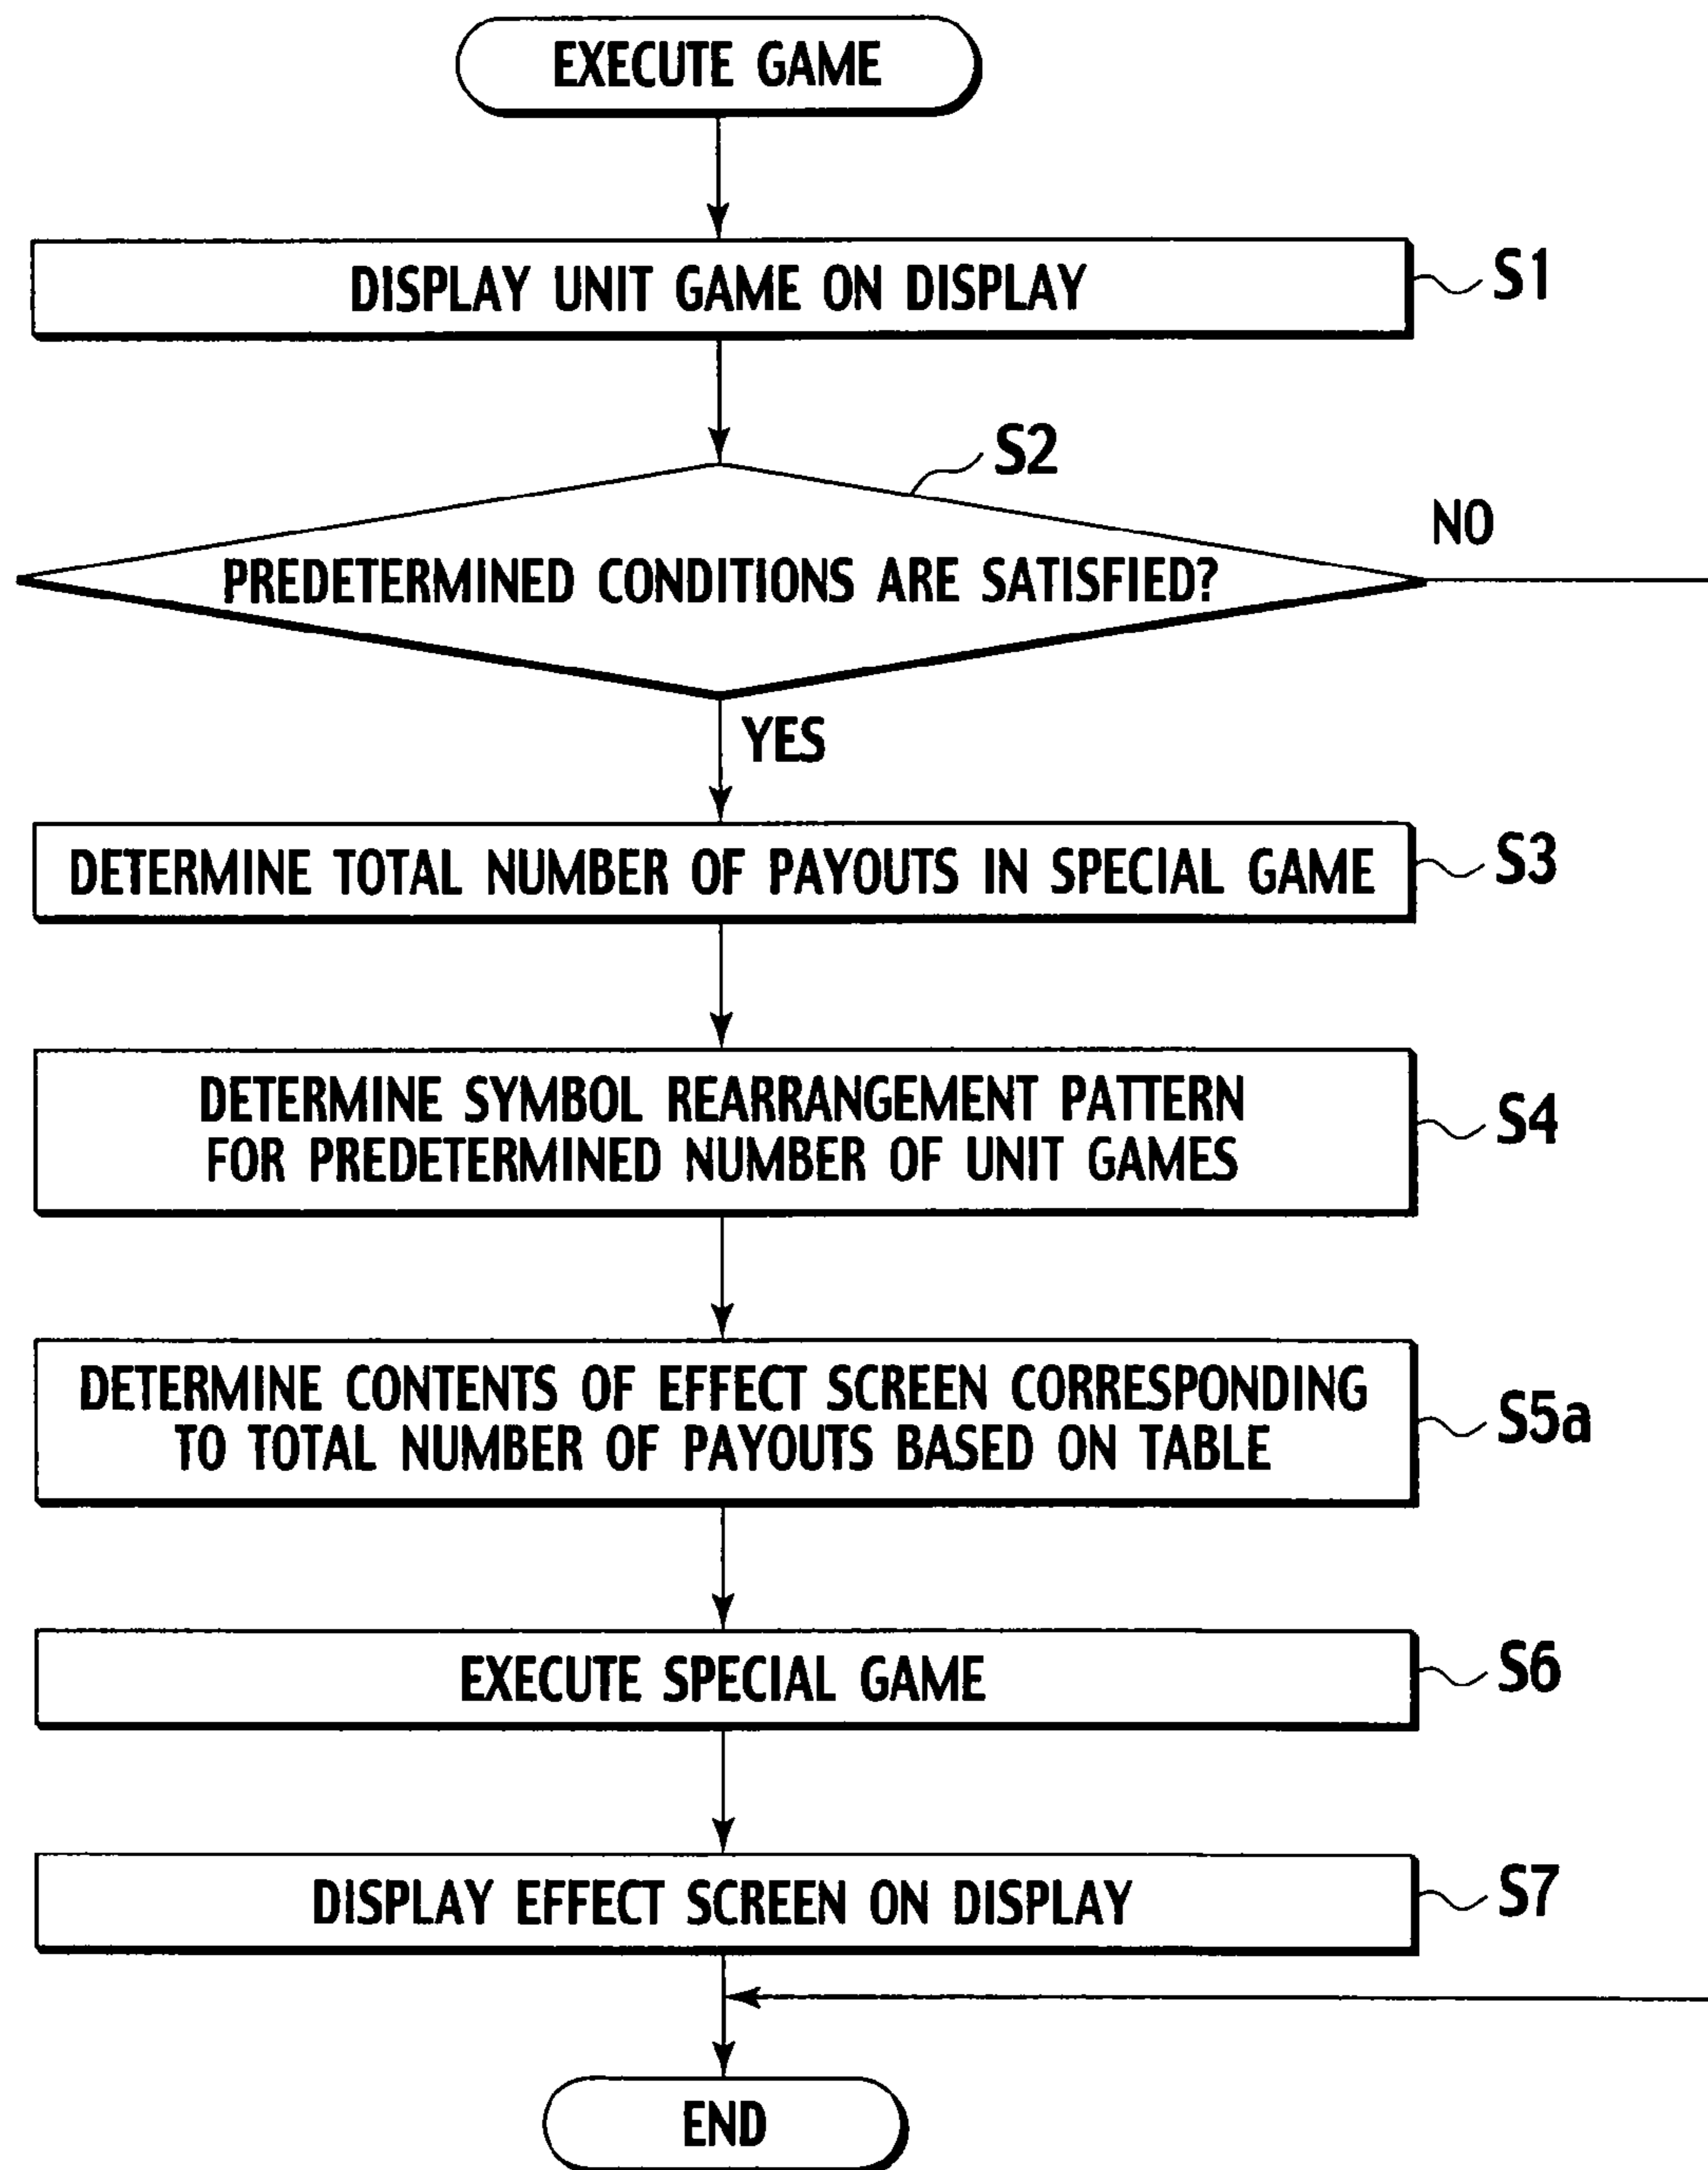 EXECUTE GAME
DISPLAY UNIT GAME ON DISPLAY
S1
S2
PREDETERMINED CONDITIONS ARE SATISFIED?
NO
YES
DETERMINE TOTAL NUMBER OF PAYOUTS IN SPECIAL GAME
S3
DETERMINE SYMBOL REARRANGEMENT PATTERN
FOR PREDETERMINED NUMBER OF UNIT GAMES
S4
DETERMINE CONTENTS OF EFFECT SCREEN CORRESPONDING
TO TOTAL NUMBER OF PAYOUTS BASED ON TABLE
S5a
EXECUTE SPECIAL GAME
S6
DISPLAY EFFECT SCREEN ON DISPLAY
S7
END